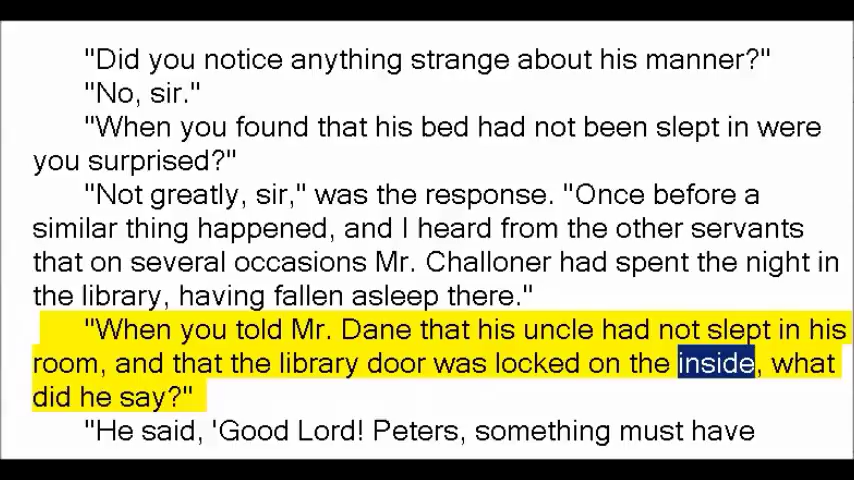 "Did you notice anything strange about his manner?"
"No, sir."
"When you found that his bed had not been slept in were
you surprised?"
"Not greatly, sir," was the response. "Once before a
similar thing happened, and I heard from the other servants
that on several occasions Mr. Challoner had spent the night in
the library, having fallen asleep there."
"When you told Mr. Dane that his uncle had not slept in his
room, and that the library door was locked on the inside, what
did he say?"
"He said, 'Good Lord! Peters, something must have